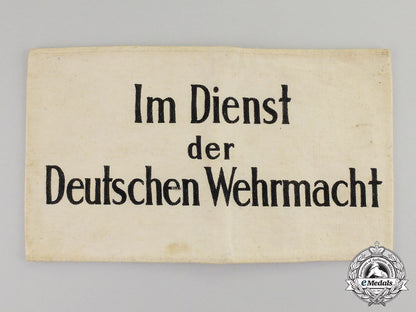 Im Dienst
der
Deutschen Wehrmacht
eMedals